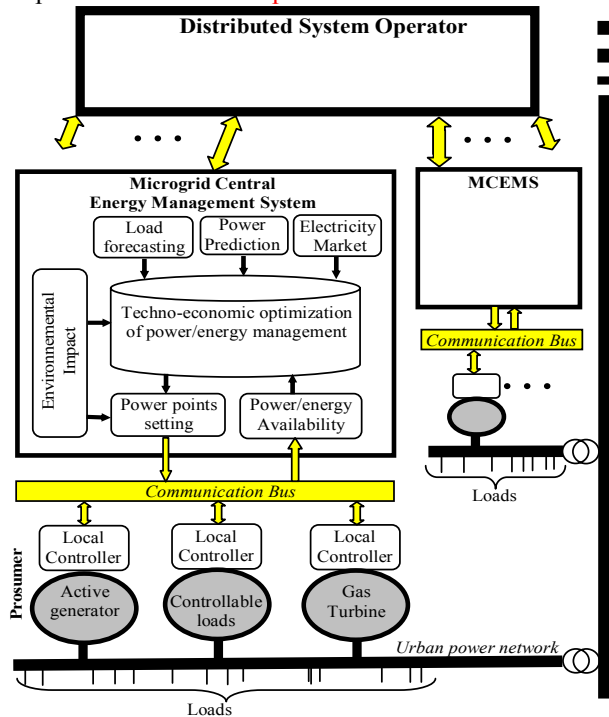 Distributed System Operator
Microgrid Central
Energy Management System
Load
forecasting
Power
Prediction
Electricity
Market
Environnemental
Impact
Techno-economic optimization
of power/energy management
Power points
setting
Power/energy
Availability
Communication Bus
MCEMS
Communication Bus
Loads
Prosumer
Local
Controller
Local
Controller
Local
Controller
Active
generator
Controllable
loads
Gas
Turbine
Urban power network
Loads